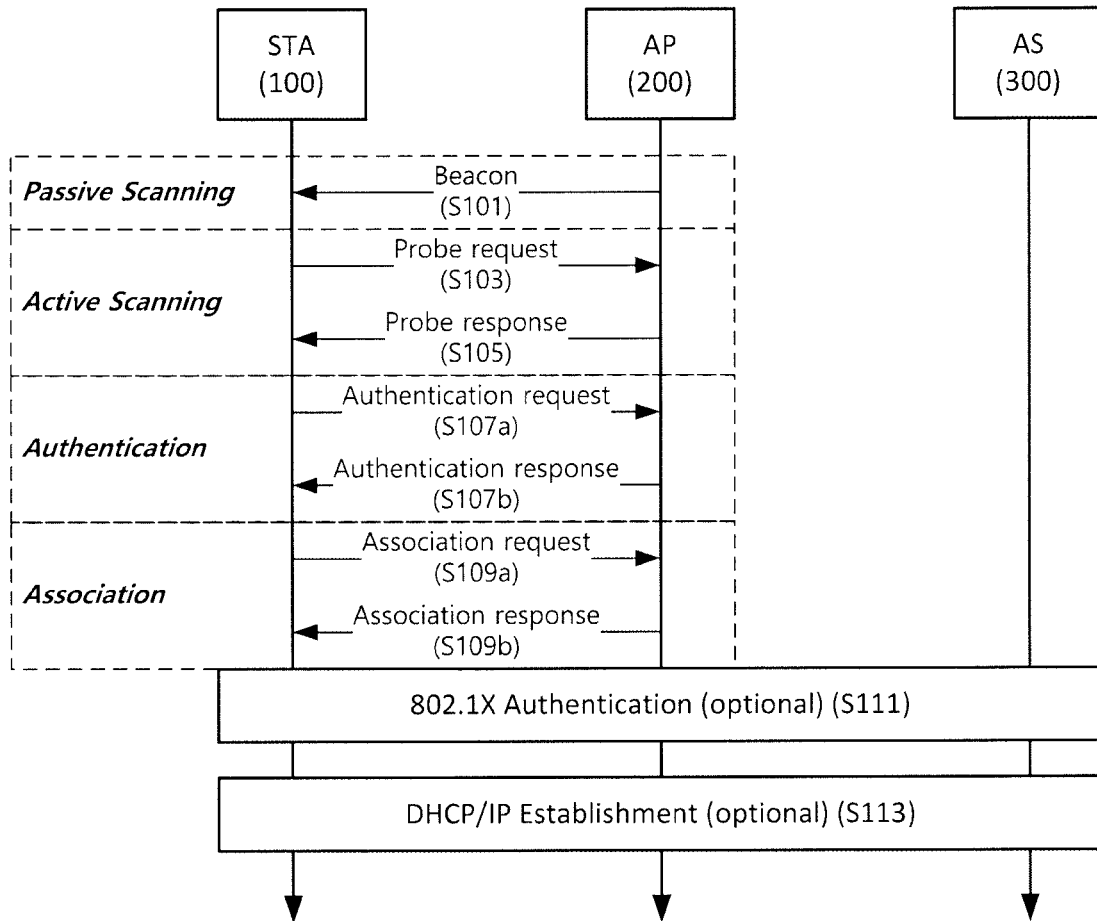 STA
(100)
AP
(200)
AS
(300)
Passive Scanning
Beacon
(S101)
Active Scanning
Probe request
(S103)
Probe response
(S105)
Authentication
Authentication request
(S107a)
Authentication response
(S107b)
Association
Association request
(S109a)
Association response
(S109b)
802.1X Authentication (optional) (S111)
DHCP/IP Establishment (optional) (S113)